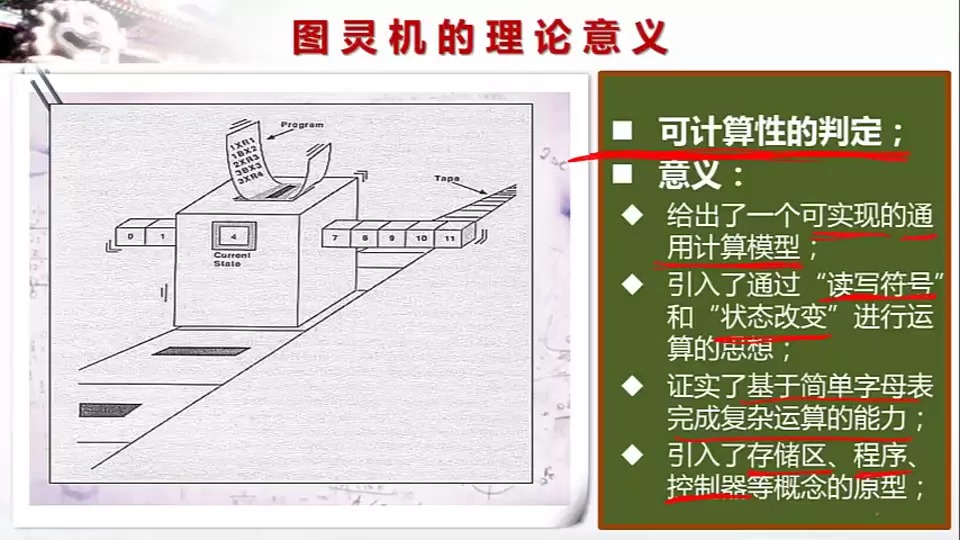 图灵机的理论意义
Program
1XR1
1BX2
2XR3
3BX3
3XR4
Tape
0 1
4
7 8 9 10 11
Current
State
■ 可计算性的判定；
■ 意义：
◆ 给出了一个可实现的通
用计算模型；
◆ 引入了通过“读写符号”
和“状态改变”进行运
算的思想；
◆ 证实了基于简单字母表
完成复杂运算的能力；
◆ 引入了存储区、程序、
控制器等概念的原型；